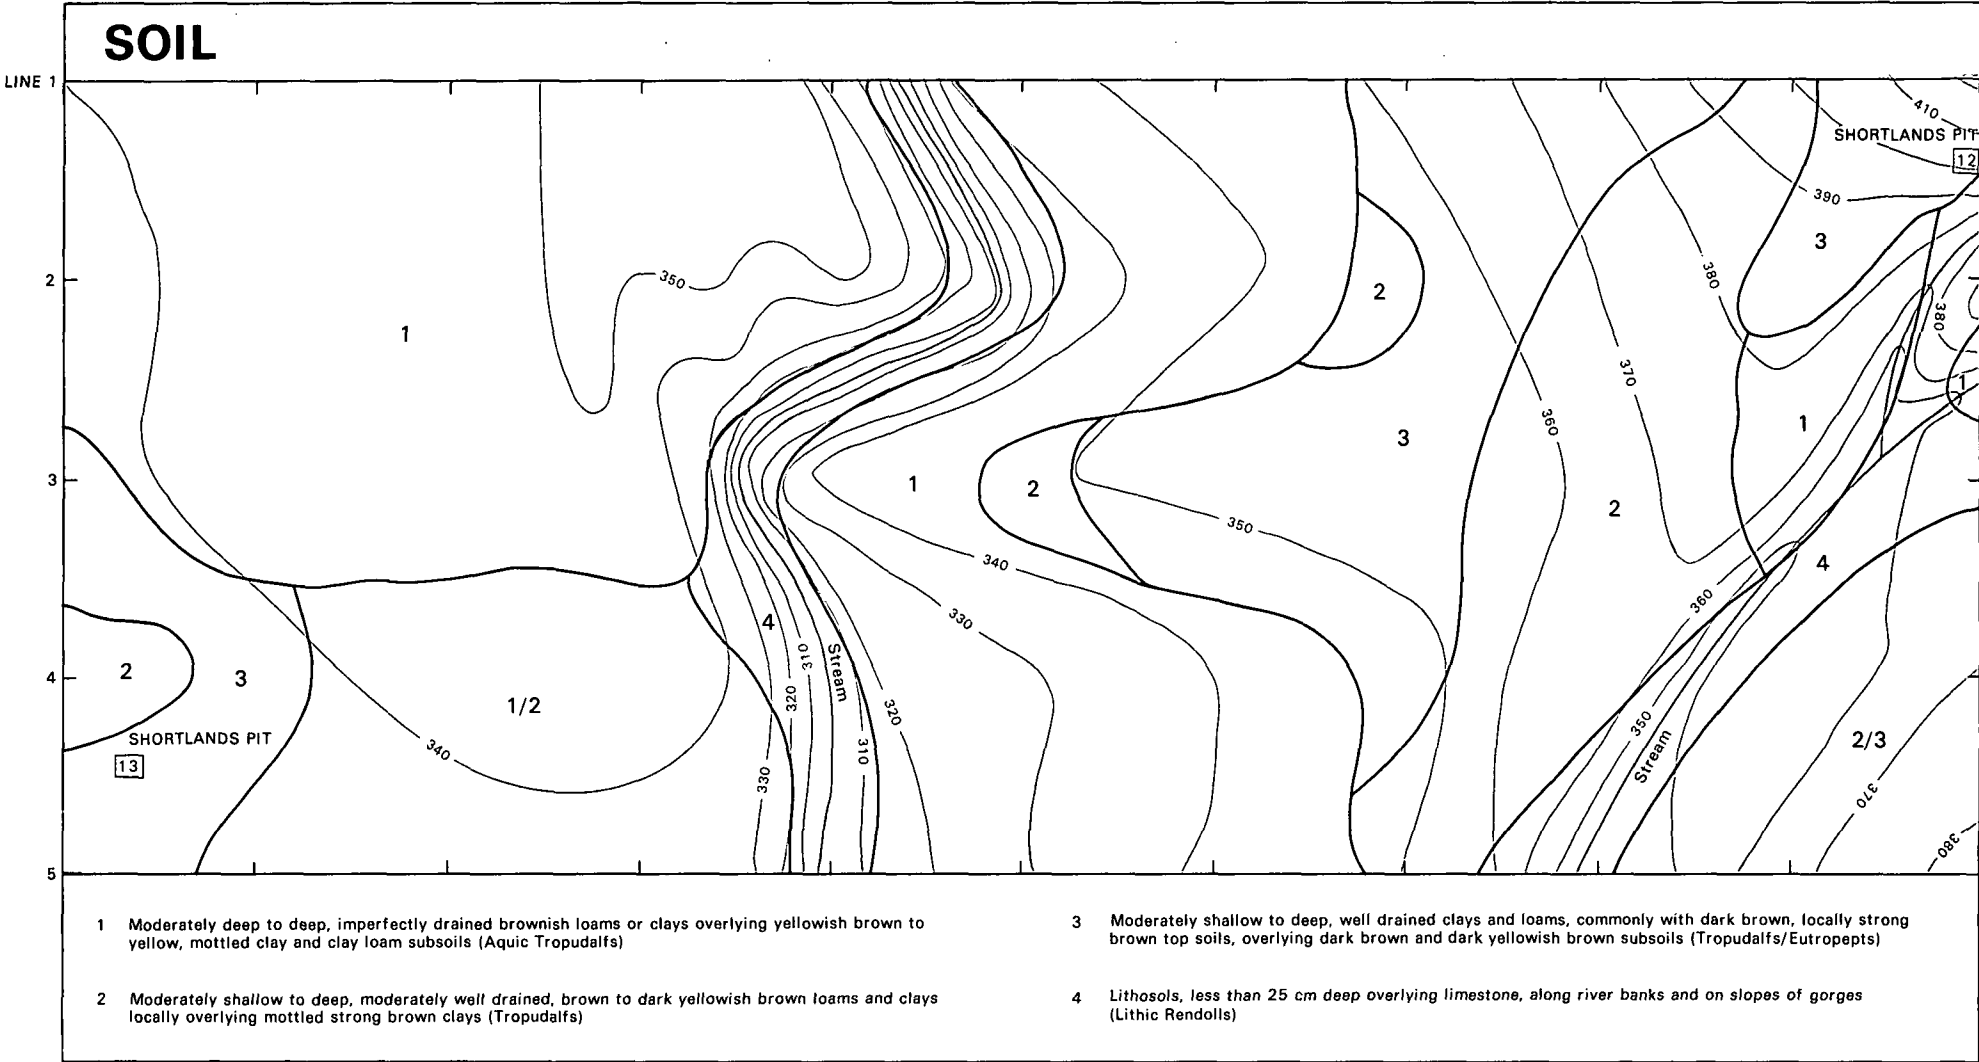 SOIL
LINE 1
410
SHORTLANDS PIT
12
390
3
2
350
380
2
380
1
370
1
360
1
3
3
1
2
2
350
340
4
360
330
4
310
Stream
2
3
4
1/2
320
320
350
2/3
SHORTLANDS PIT
13
340
310
Stream
330
370
380
5
1 Moderately deep to deep, imperfectly drained brownish loams or clays overlying yellowish brown to
yellow, mottled clay and clay loam subsoils (Aquic Tropudalfs)
2 Moderately shallow to deep, moderately well drained, brown to dark yellowish brown loams and clays
locally overlying mottled strong brown clays (Tropudalfs)
3 Moderately shallow to deep, well drained clays and loams, commonly with dark brown, locally strong
brown top soils, overlying dark brown and dark yellowish brown subsoils (Tropudalfs/Eutropepts)
4 Lithosols, less than 25 cm deep overlying limestone, along river banks and on slopes of gorges
(Lithic Rendolls)